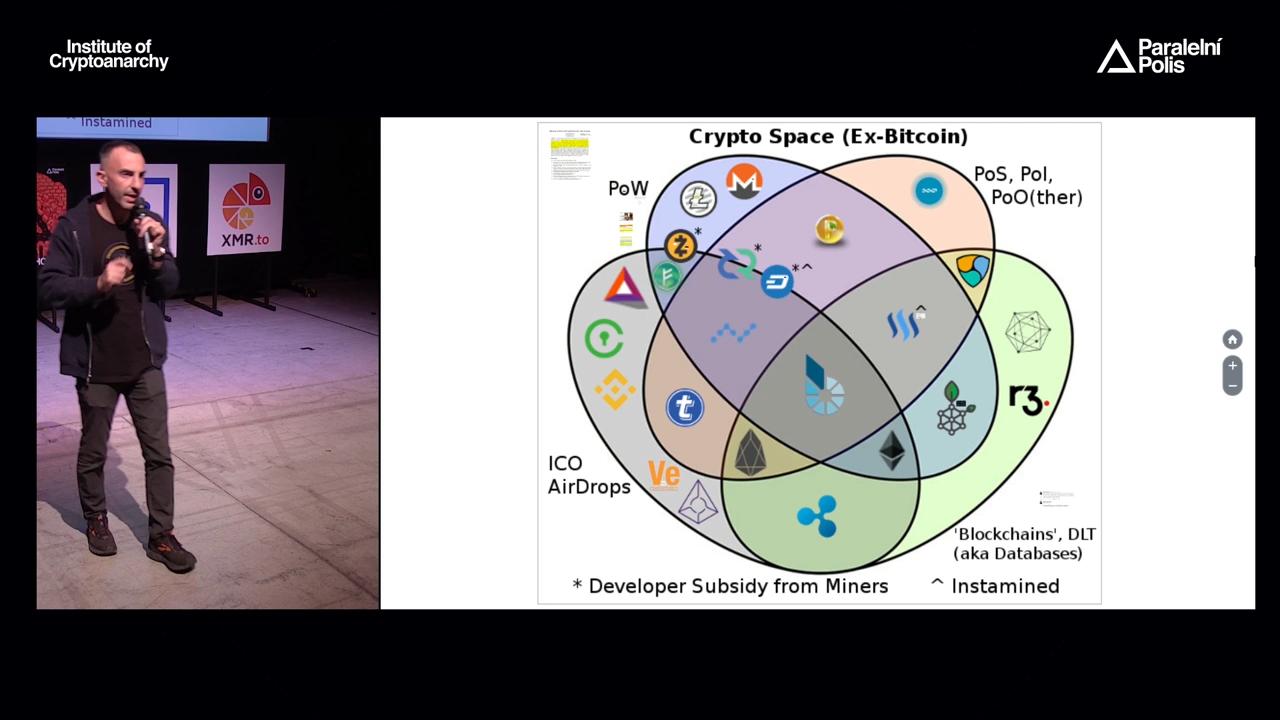 Institute of
Cryptoanarchy
Paralelní
Polis
^ Instamined
XMR.to
Crypto Space (Ex-Bitcoin)
PoW
PoS, PoI,
PoO(ther)
*
*
*^
^
r3.
ICO
AirDrops
Ve
'Blockchains', DLT
(aka Databases)
* Developer Subsidy from Miners
^ Instamined
+
−